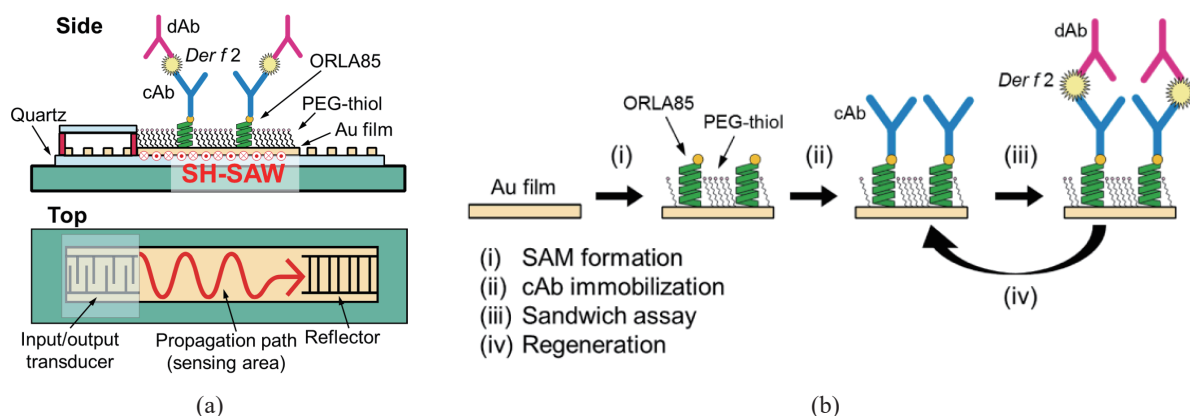 Side
dAb
Der f 2
ORLA85
cAb
PEG-thiol
Quartz
Au film
SH-SAW
Top
Input/output
transducer
Propagation path
(sensing area)
Reflector
(a)
dAb
Der f 2
ORLA85
PEG-thiol
cAb
(i)
(ii)
(iii)
Au film
(i) SAM formation
(ii) cAb immobilization
(iii) Sandwich assay
(iv) Regeneration
(iv)
(b)